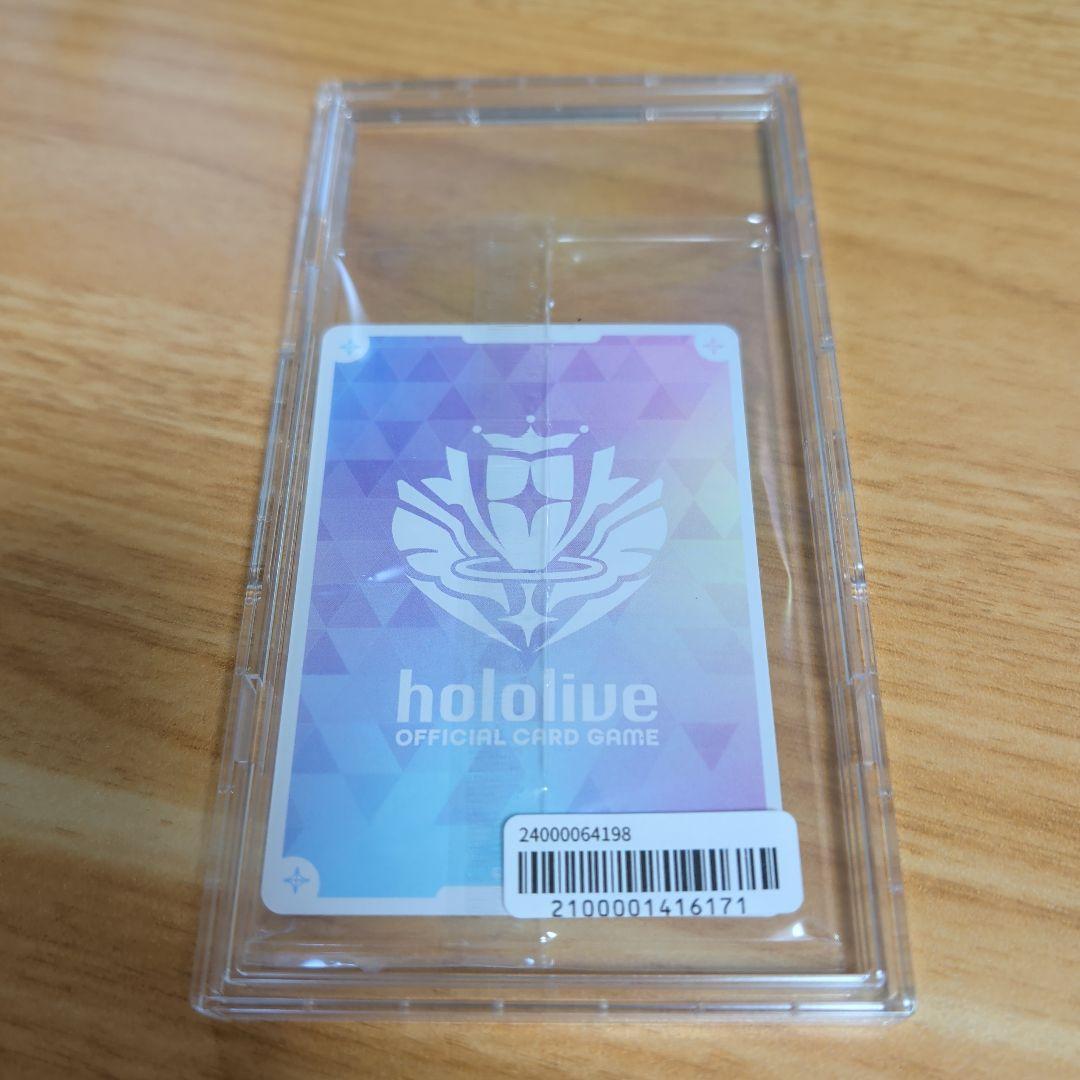 hololive
OFFICIAL CARD GAME
24000064198
2100001416171